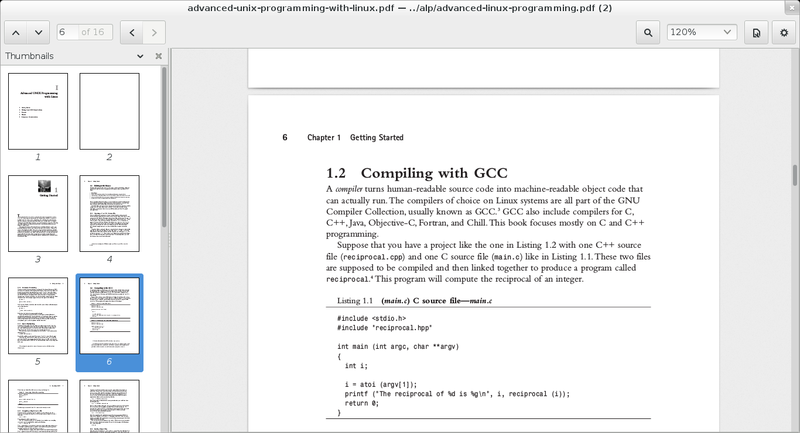 advanced-unix-programming-with-linux.pdf — ../alp/advanced-linux-programming.pdf (2)
6 of 16
120%
Thumbnails
1
2
3
4
5
6
6 Chapter 1 Getting Started
1.2 Compiling with GCC
A compiler turns human-readable source code into machine-readable object code that
can actually run. The compilers of choice on Linux systems are all part of the GNU
Compiler Collection, usually known as GCC.³ GCC also include compilers for C,
C++, Java, Objective-C, Fortran, and Chill. This book focuses mostly on C and C++
programming.
Suppose that you have a project like the one in Listing 1.2 with one C++ source
file (reciprocal.cpp) and one C source file (main.c) like in Listing 1.1. These two files
are supposed to be compiled and then linked together to produce a program called
reciprocal.⁴ This program will compute the reciprocal of an integer.
Listing 1.1 (main.c) C source file—main.c
#include <stdio.h>
#include "reciprocal.hpp"
int main (int argc, char **argv)
{
int i;
i = atoi (argv[1]);
printf ("The reciprocal of %d is %g\n", i, reciprocal (i));
return 0;
}